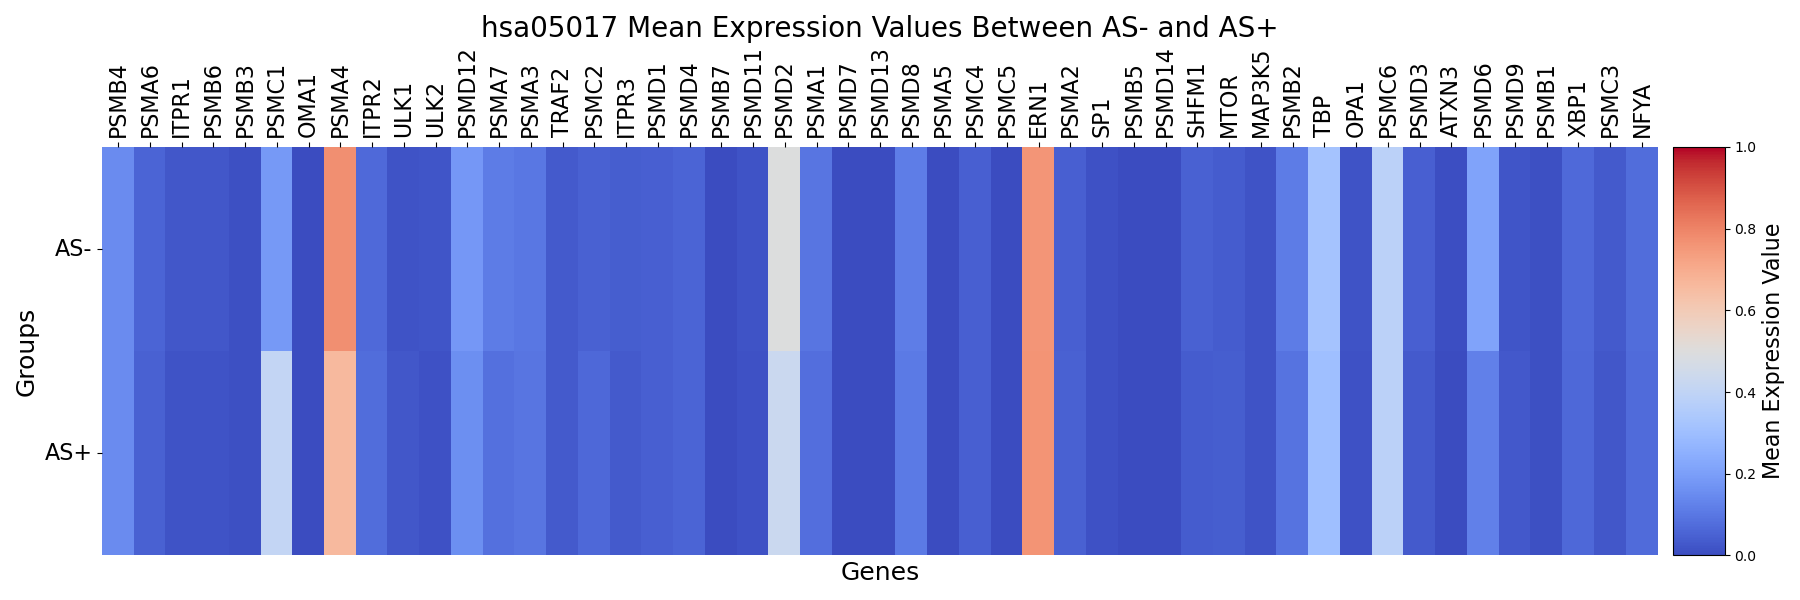 hsa05017 Mean Expression Values Between AS- and AS+
PSMB4
PSMA6
ITPR1
PSMB6
PSMB3
PSMC1
OMA1
PSMA4
ITPR2
ULK1
ULK2
PSMD12
PSMA7
PSMA3
TRAF2
PSMC2
ITPR3
PSMD1
PSMD4
PSMB7
PSMD11
PSMD2
PSMA1
PSMD7
PSMD13
PSMD8
PSMA5
PSMC4
PSMC5
ERN1
PSMA2
SP1
PSMB5
PSMD14
SHFM1
MTOR
MAP3K5
PSMB2
TBP
OPA1
PSMC6
PSMD3
ATXN3
PSMD6
PSMD9
PSMB1
XBP1
PSMC3
NFYA
Groups
AS-
AS+
Genes
1.0
0.8
0.6
0.4
0.2
0.0
Mean Expression Value